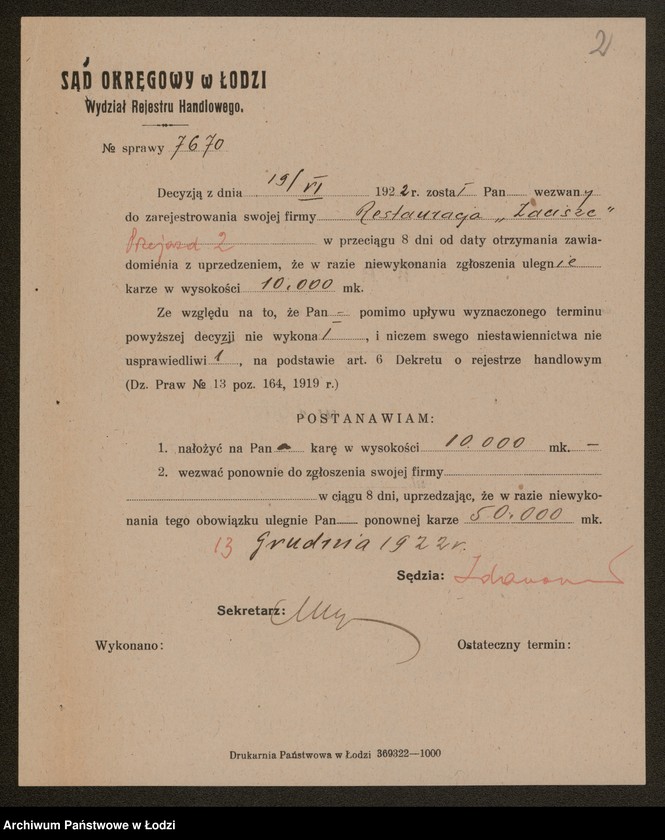 2
SĄD OKRĘGOWY w ŁODZI
Wydział Rejestru Handlowego.
№ sprawy 7670
Decyzją z dnia 19/VI 1922 r. został Pan wezwany
do zarejestrowania swojej firmy Restauracja „Zacisze"
Przejazd 2 w przeciągu 8 dni od daty otrzymania zawia-
domienia z uprzedzeniem, że w razie niewykonania zgłoszenia ulegnie
karze w wysokości 10.000 mk.
Ze względu na to, że Pan – pomimo upływu wyznaczonego terminu
powyższej decyzji nie wykonał, i niczem swego niestawiennictwa nie
usprawiedliwił, na podstawie art. 6 Dekretu o rejestrze handlowym
(Dz. Praw № 13 poz. 164, 1919 r.)
POSTANAWIAM:
1. nałożyć na Pan karę w wysokości 10.000 mk. –
2. wezwać ponownie do zgłoszenia swojej firmy
w ciągu 8 dni, uprzedzając, że w razie niewyko-
nania tego obowiązku ulegnie Pan ponownej karze 50.000 mk.
13 Grudnia 1922 r.
Sędzia:
Sekretarz:
Wykonano: Ostateczny termin:
Drukarnia Państwowa w Łodzi 369322—1000
Archiwum Państwowe w Łodzi